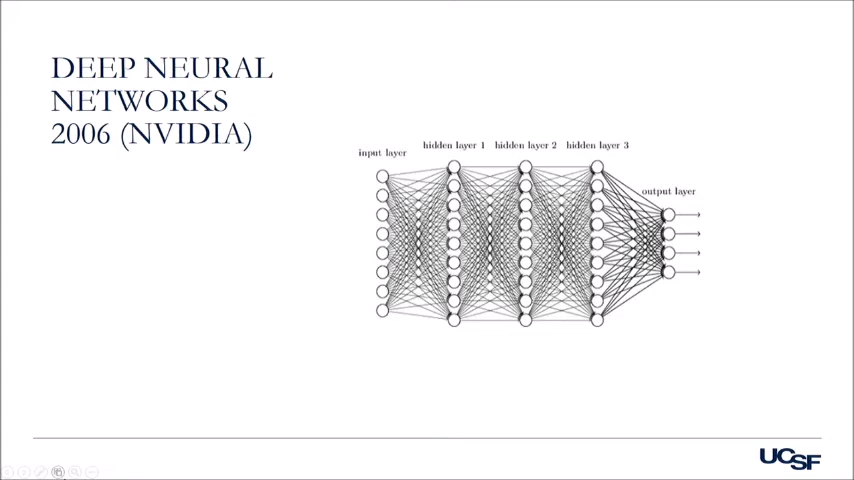 DEEP NEURAL
NETWORKS
2006 (NVIDIA)
input layer
hidden layer 1 hidden layer 2 hidden layer 3
output layer
UCSF